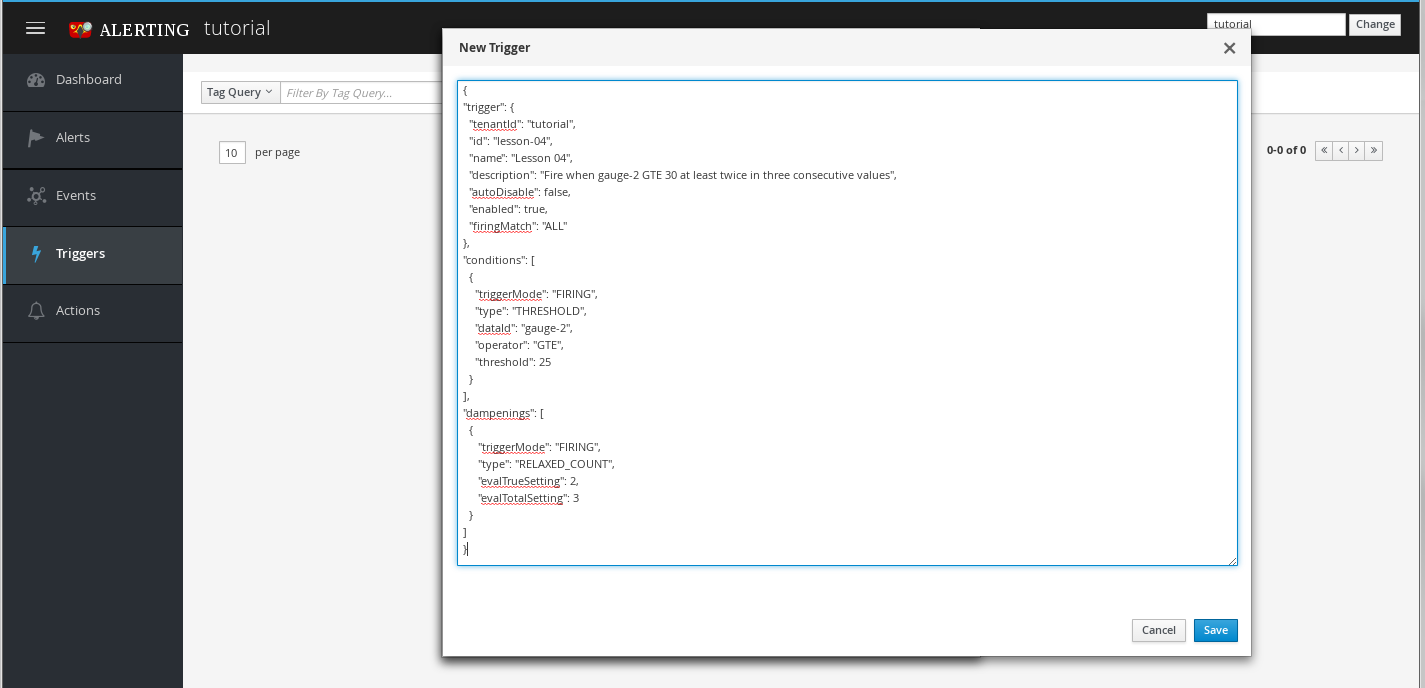 ALERTING tutorial
tutorial
Change
Dashboard
Alerts
Events
Triggers
Actions
Tag Query
Filter By Tag Query...
10 per page
0-0 of 0
New Trigger
{
"trigger": {
"tenantId": "tutorial",
"id": "lesson-04",
"name": "Lesson 04",
"description": "Fire when gauge-2 GTE 30 at least twice in three consecutive values",
"autoDisable": false,
"enabled": true,
"firingMatch": "ALL"
},
"conditions": [
{
"triggerMode": "FIRING",
"type": "THRESHOLD",
"dataId": "gauge-2",
"operator": "GTE",
"threshold": 25
}
],
"dampenings": [
{
"triggerMode": "FIRING",
"type": "RELAXED_COUNT",
"evalTrueSetting": 2,
"evalTotalSetting": 3
}
]
}
Cancel
Save